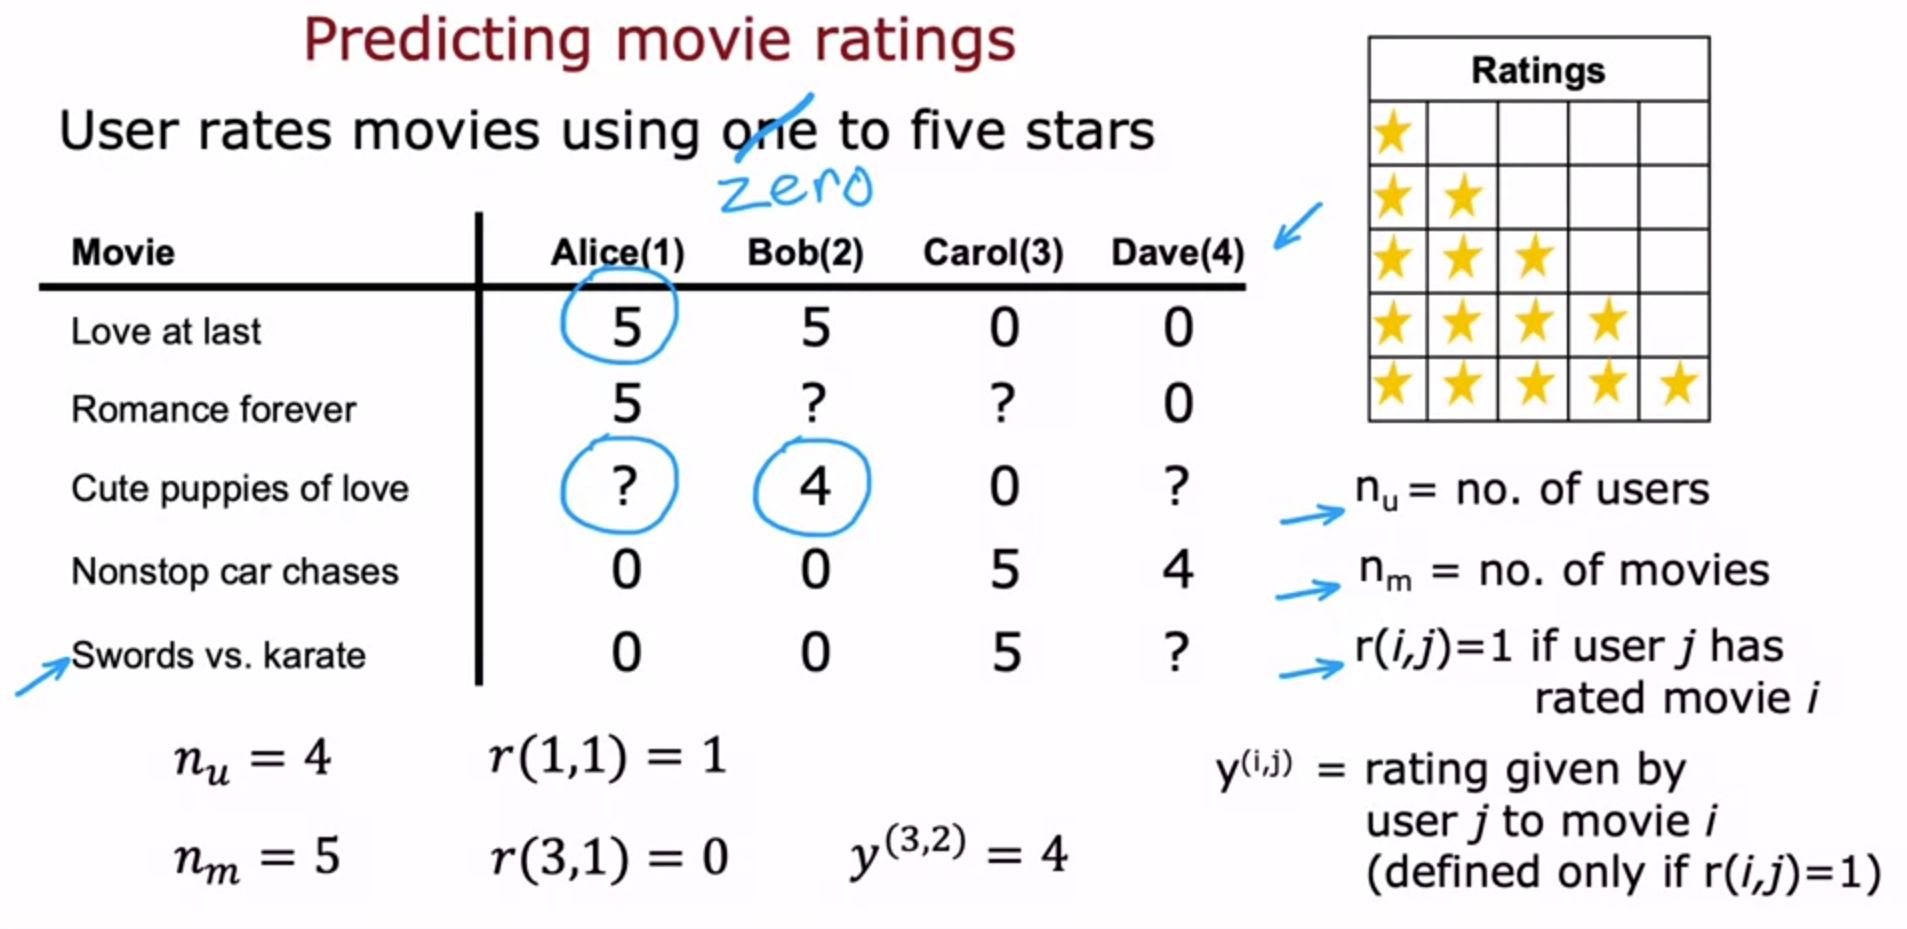 Predicting movie ratings
User rates movies using one to five stars
zero
Movie Alice(1) Bob(2) Carol(3) Dave(4)
Love at last 5 5 0 0
Romance forever 5 ? ? 0
Cute puppies of love ? 4 0 ?
Nonstop car chases 0 0 5 4
Swords vs. karate 0 0 5 ?
n_u = 4 r(1,1) = 1
n_m = 5 r(3,1) = 0 y^(3,2) = 4
Ratings
n_u = no. of users
n_m = no. of movies
r(i,j)=1 if user j has
rated movie i
y^(i,j) = rating given by
user j to movie i
(defined only if r(i,j)=1)